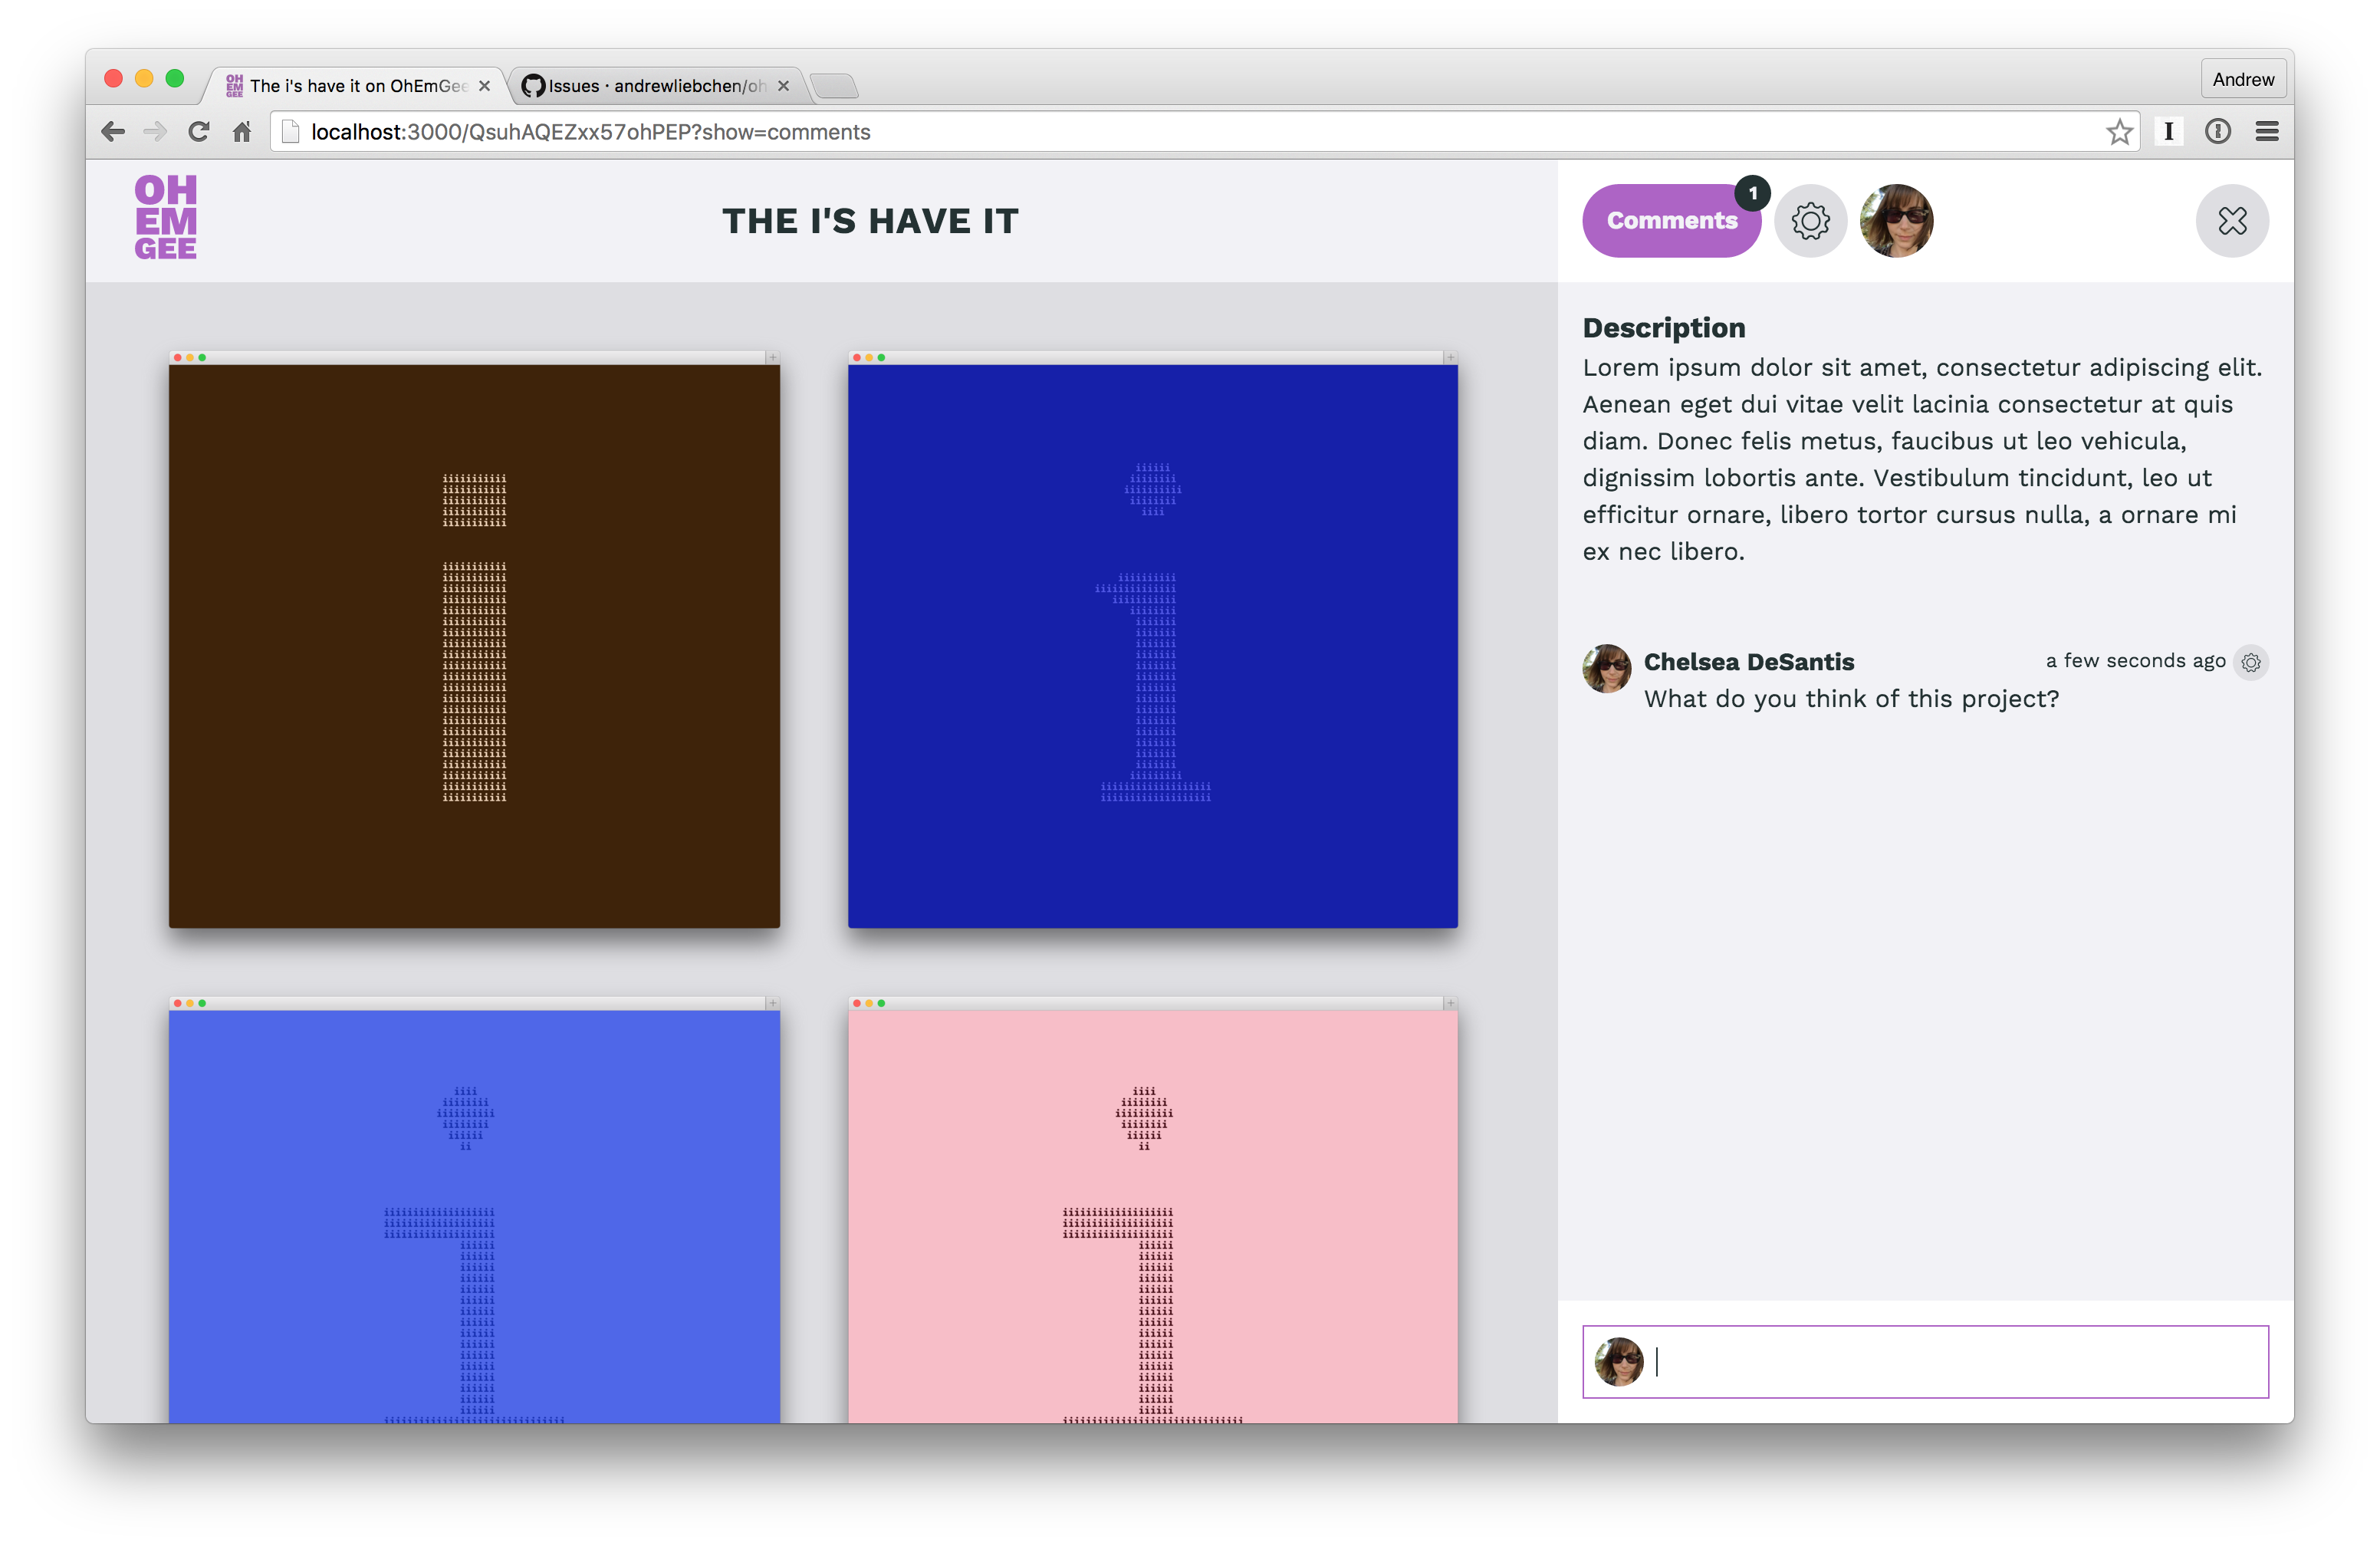 The i's have it on OhEmGee
Issues · andrewliebchen/oh
Andrew
localhost:3000/QsuhAQEZxx57ohPEP?show=comments
OH
EM
GEE
THE I'S HAVE IT
Comments
1
Description
Lorem ipsum dolor sit amet, consectetur adipiscing elit.
Aenean eget dui vitae velit lacinia consectetur at quis
diam. Donec felis metus, faucibus ut leo vehicula,
dignissim lobortis ante. Vestibulum tincidunt, leo ut
efficitur ornare, libero tortor cursus nulla, a ornare mi
ex nec libero.
Chelsea DeSantis
a few seconds ago
What do you think of this project?